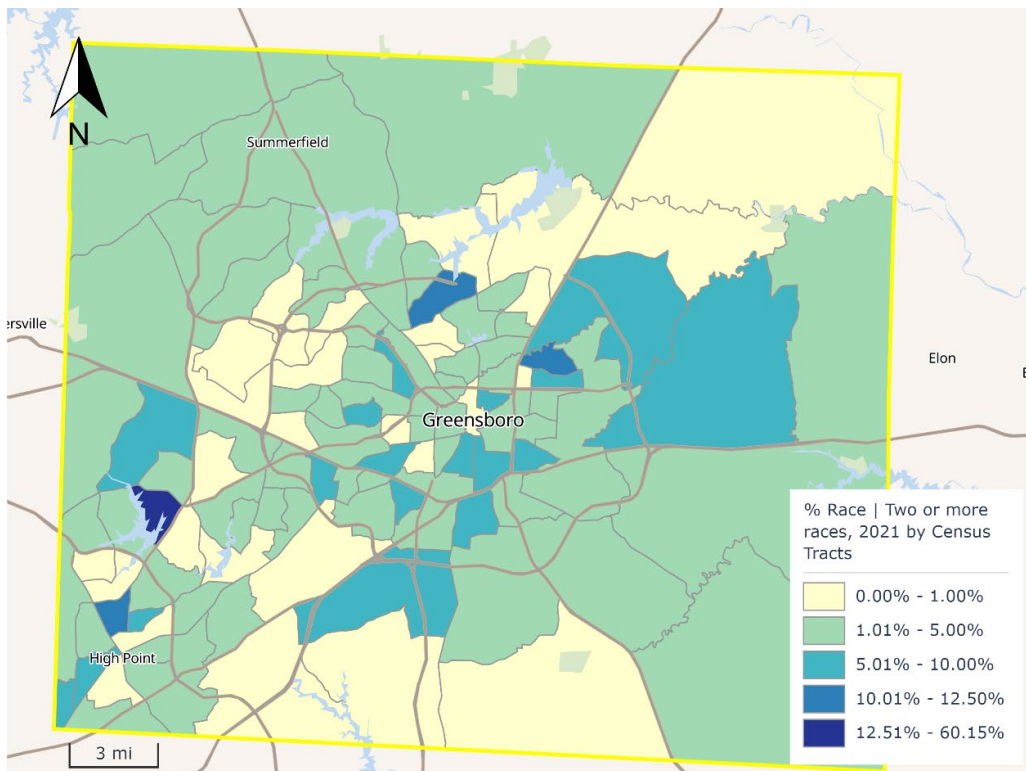 N
Summerfield
ersville
Elon
Greensboro
High Point
3 mi
% Race | Two or more
races, 2021 by Census
Tracts
0.00% - 1.00%
1.01% - 5.00%
5.01% - 10.00%
10.01% - 12.50%
12.51% - 60.15%